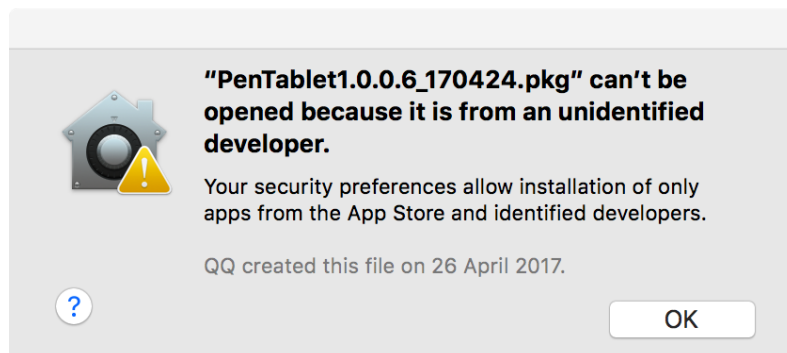 “PenTablet1.0.0.6_170424.pkg” can’t be
opened because it is from an unidentified
developer.
Your security preferences allow installation of only
apps from the App Store and identified developers.
QQ created this file on 26 April 2017.
?
OK